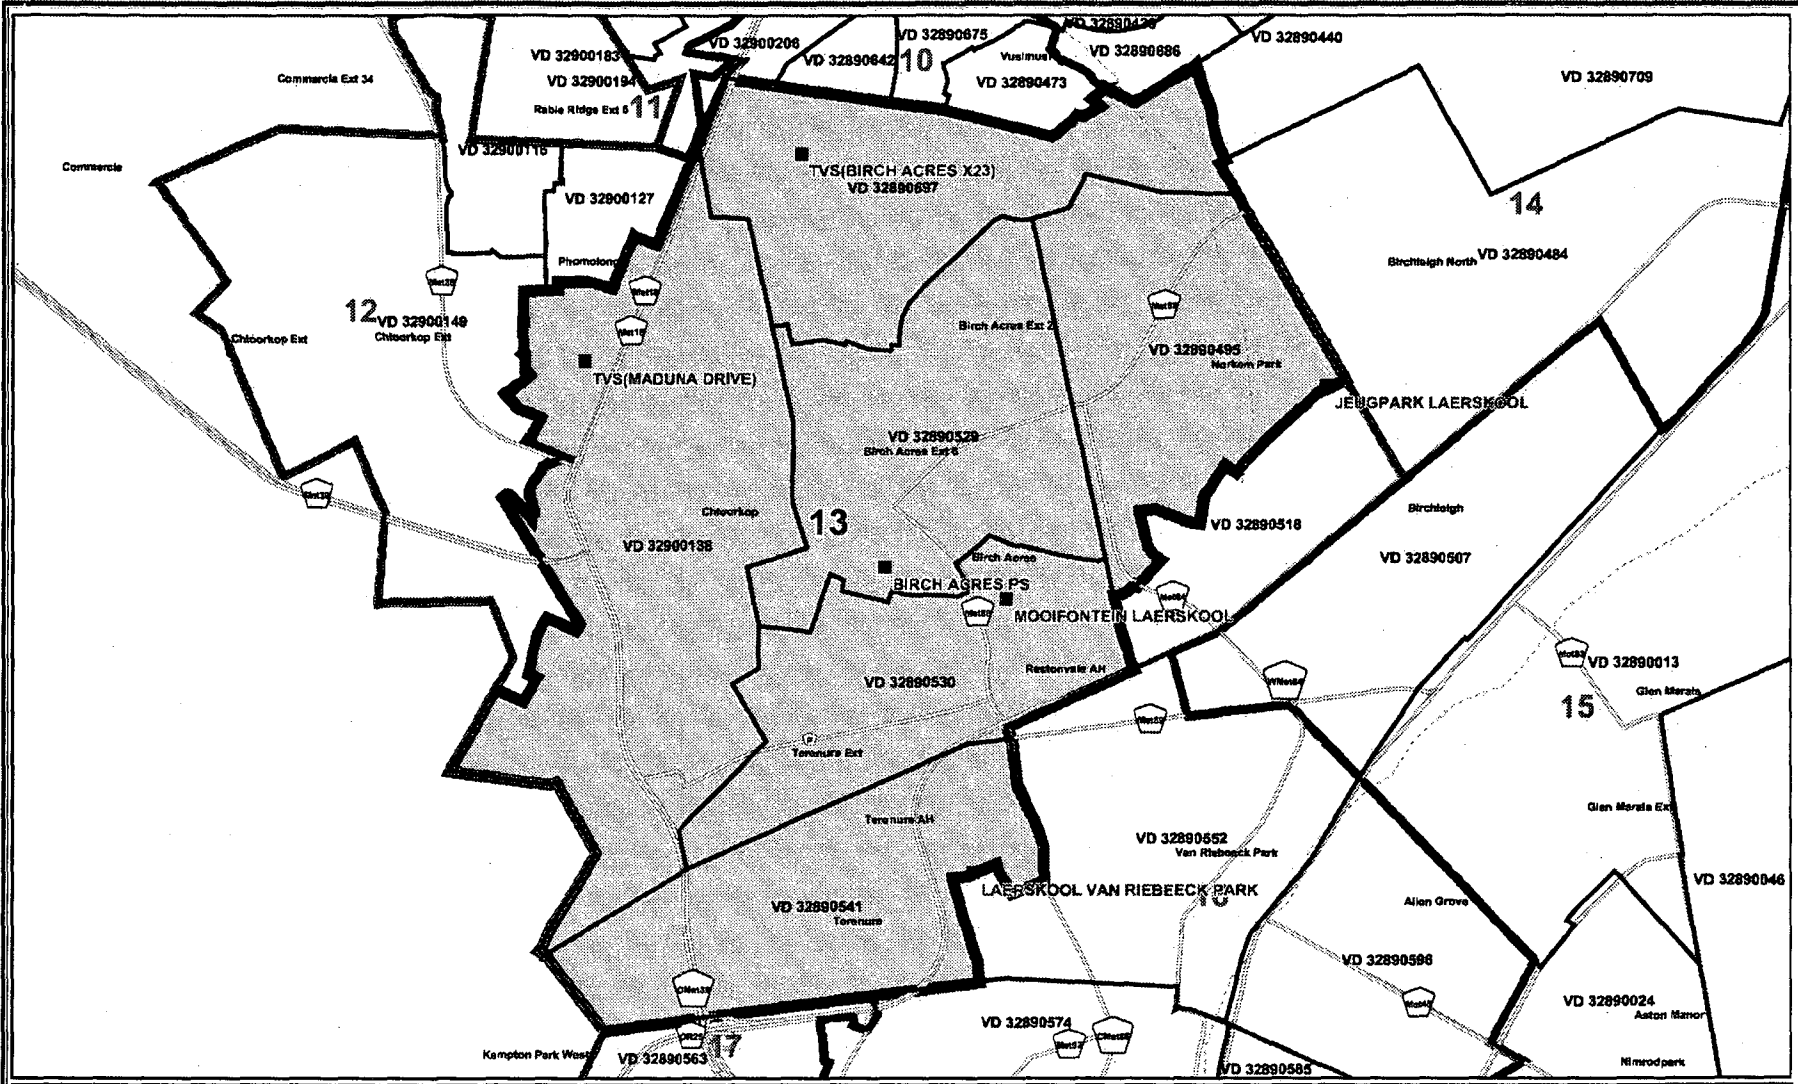 VD 32900206
VD 32890675
VD 32890440
VD 32900183
VD 32890642
10
VD 32890686
Commercia Ext 34
VD 32900194
VD 32890473
VD 32890709
Rabie Ridge Ext 5
11
VD 32900116
Commercia
TVS(BIRCH ACRES X23)
VD 32890697
VD 32900127
14
Phomolong
Birchleigh North
VD 32890484
12
VD 32900149
Chloorkop Ext
Chloorkop Ext
Birch Acres Ext 2
VD 32890495
Norkem Park
TVS(MADUNA DRIVE)
JEUGPARK LAERSKOOL
VD 32890529
Birch Acres Ext 6
Chloorkop
13
VD 32890518
Birchleigh
VD 32900138
VD 32890507
Birch Acres
BIRCH ACRES PS
MOOIFONTEIN LAERSKOOL
Restonvale AH
VD 32890013
VD 32890530
Glen Marais
15
Terenure Ext
Terenure AH
Glen Marais Ext
VD 32890552
Van Riebeeck Park
LAERSKOOL VAN RIEBEECK PARK
VD 32890046
VD 32890541
Terenure
Allen Grove
VD 32890596
VD 32890024
Aston Manor
VD 32890574
Kempton Park West
VD 32890563
17
VD 32890585
Nimrodpark